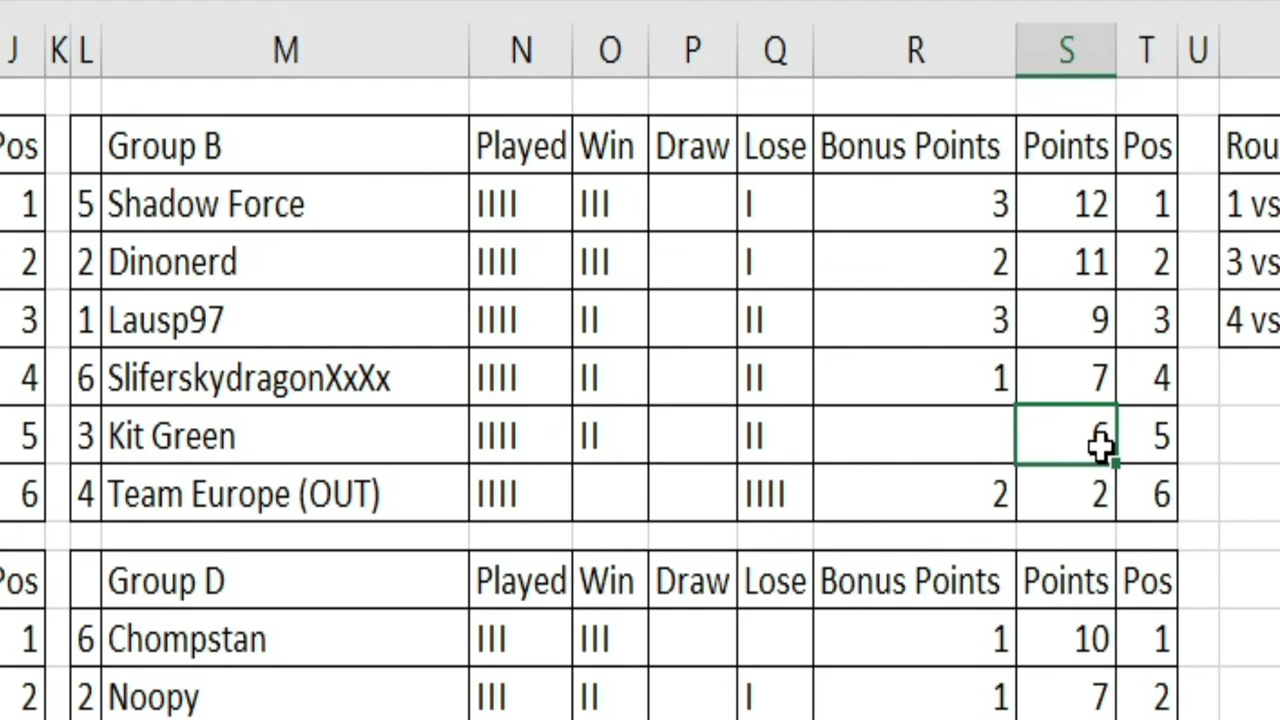 J K L M N O P Q R S T U
Pos Group B Played Win Draw Lose Bonus Points Points Pos Rou
1 5 Shadow Force IIII III I 3 12 1 1 vs
2 2 Dinonerd IIII III I 2 11 2 3 vs
3 1 Lausp97 IIII II II 3 9 3 4 vs
4 6 SliferskydragonXxXx IIII II II 1 7 4
5 3 Kit Green IIII II II 6 5
6 4 Team Europe (OUT) IIII IIII 2 2 6
Pos Group D Played Win Draw Lose Bonus Points Points Pos
1 6 Chompstan III III 1 10 1
2 2 Noopy III II I 1 7 2